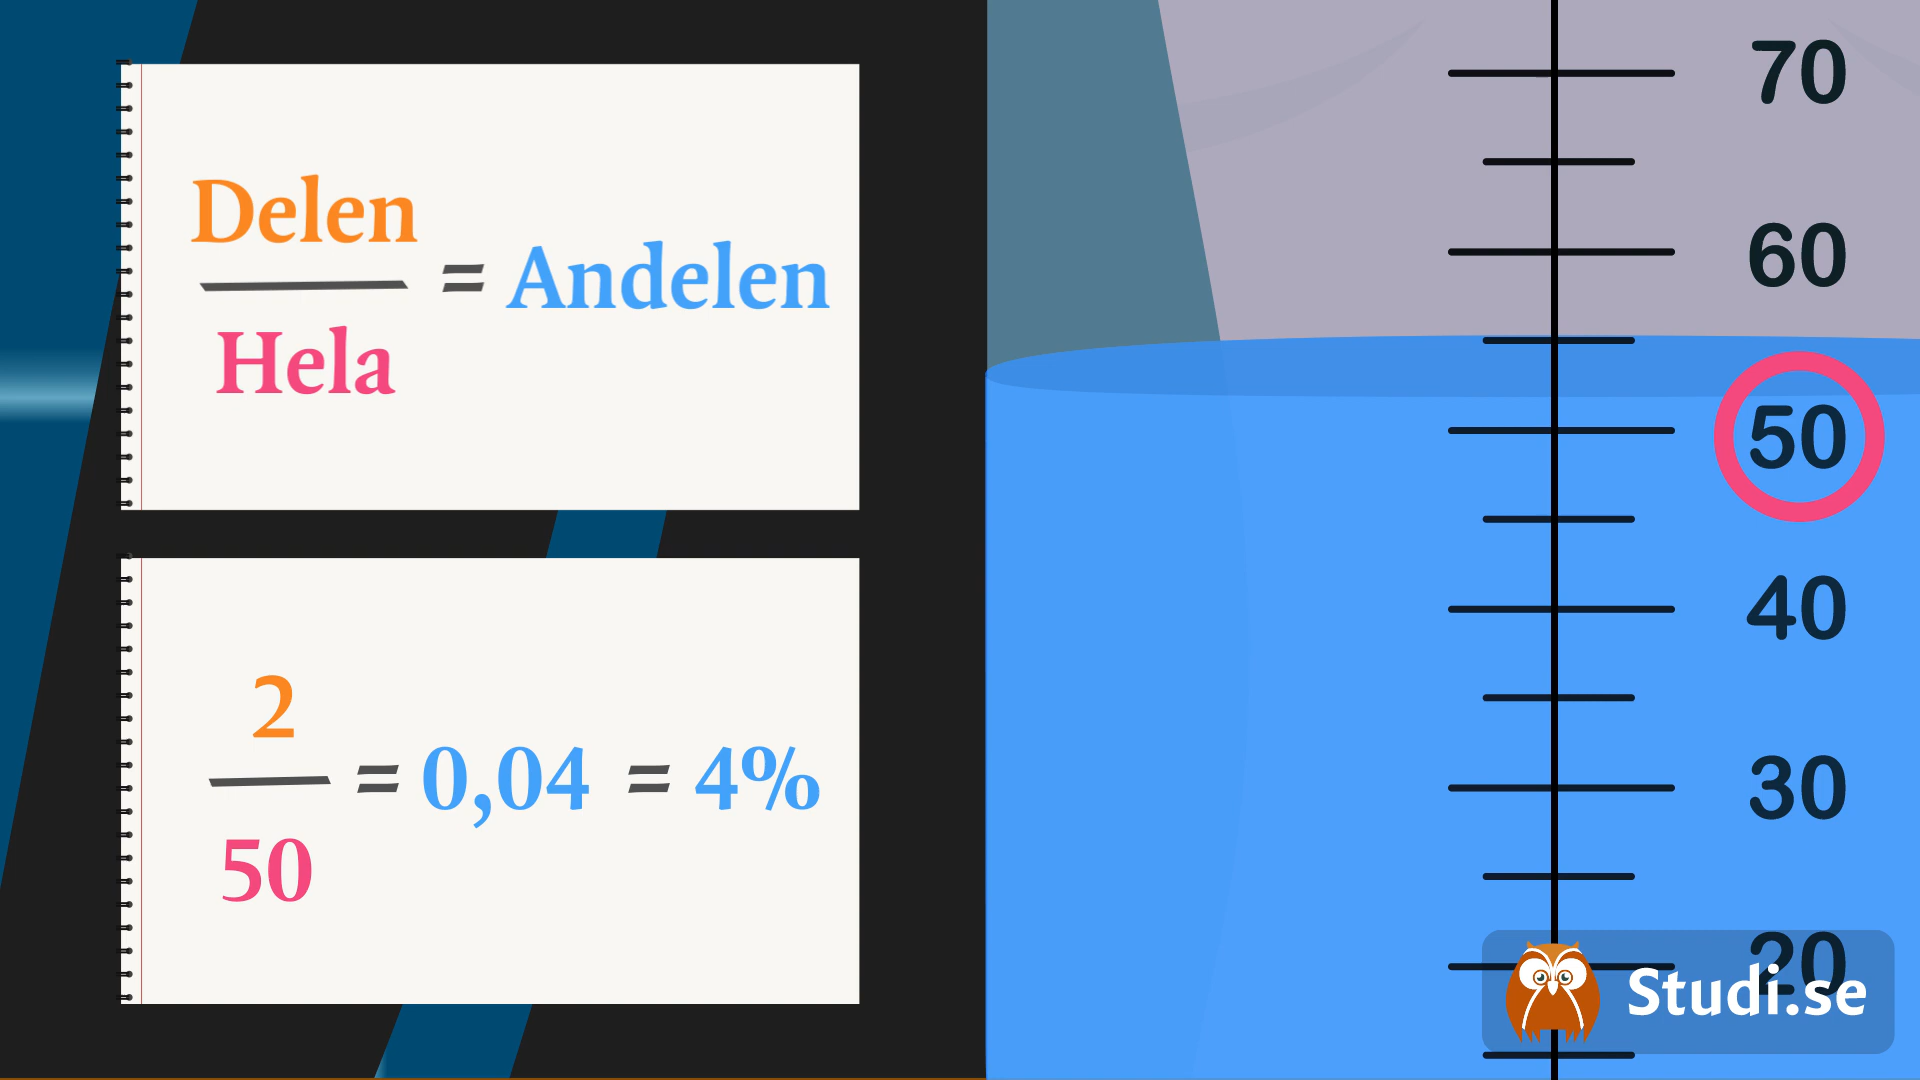 Delen
= Andelen
Hela
2
= 0,04 = 4%
50
70
60
50
40
30
20
Studi.se